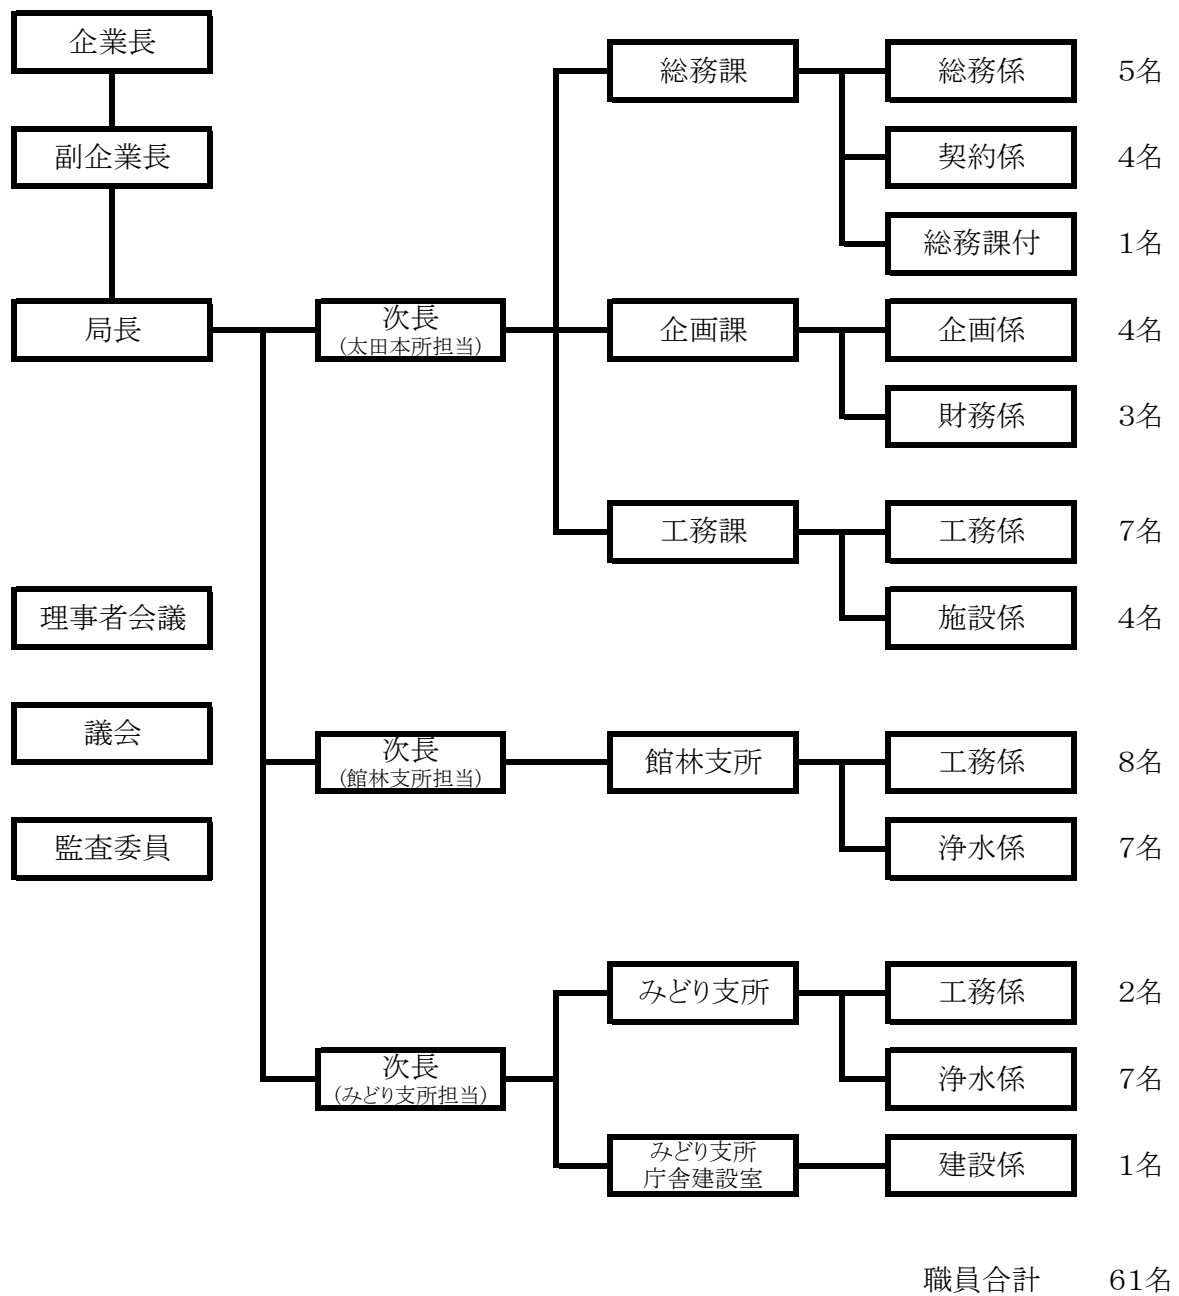 企業長
副企業長
局長
理事者会議
議会
監査委員
次長
（太田本所担当）
総務課
総務係 5名
契約係 4名
総務課付 1名
企画課
企画係 4名
財務係 3名
工務課
工務係 7名
施設係 4名
次長
（館林支所担当）
館林支所
工務係 8名
浄水係 7名
次長
（みどり支所担当）
みどり支所
工務係 2名
浄水係 7名
みどり支所
庁舎建設室
建設係 1名
職員合計 61名